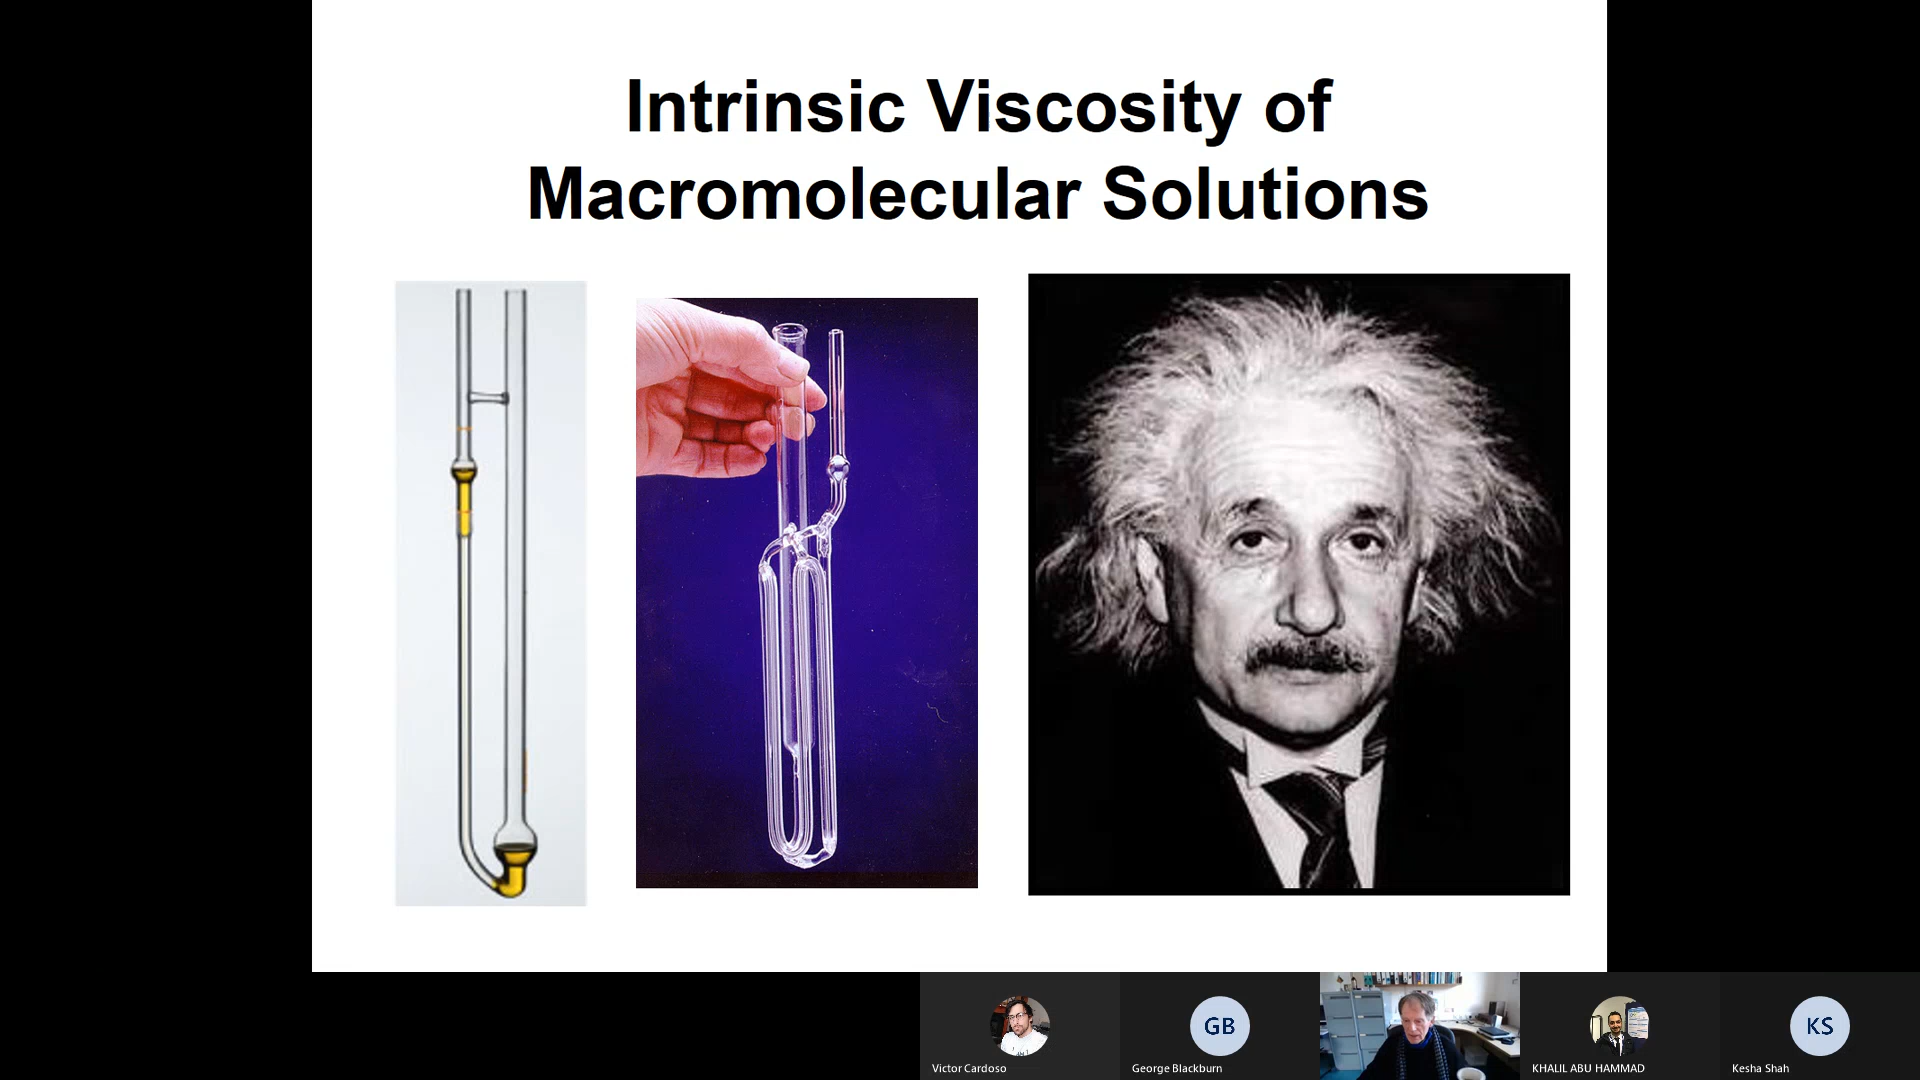 Intrinsic Viscosity of
Macromolecular Solutions
GB
KS
Victor Cardoso
George Blackburn
KHALIL ABU HAMMAD
Kesha Shah